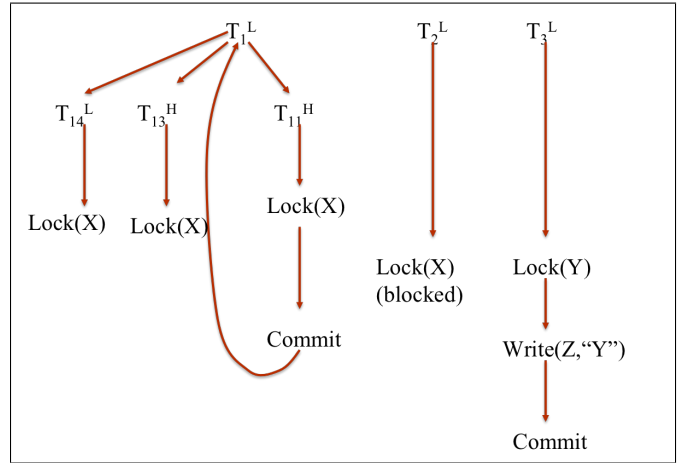 T₁ᴸ T₂ᴸ T₃ᴸ
T₁₄ᴸ T₁₃ᴴ T₁₁ᴴ
Lock(X) Lock(X) Lock(X)
Lock(X) Lock(Y)
(blocked)
Commit Write(Z,“Y”)
Commit